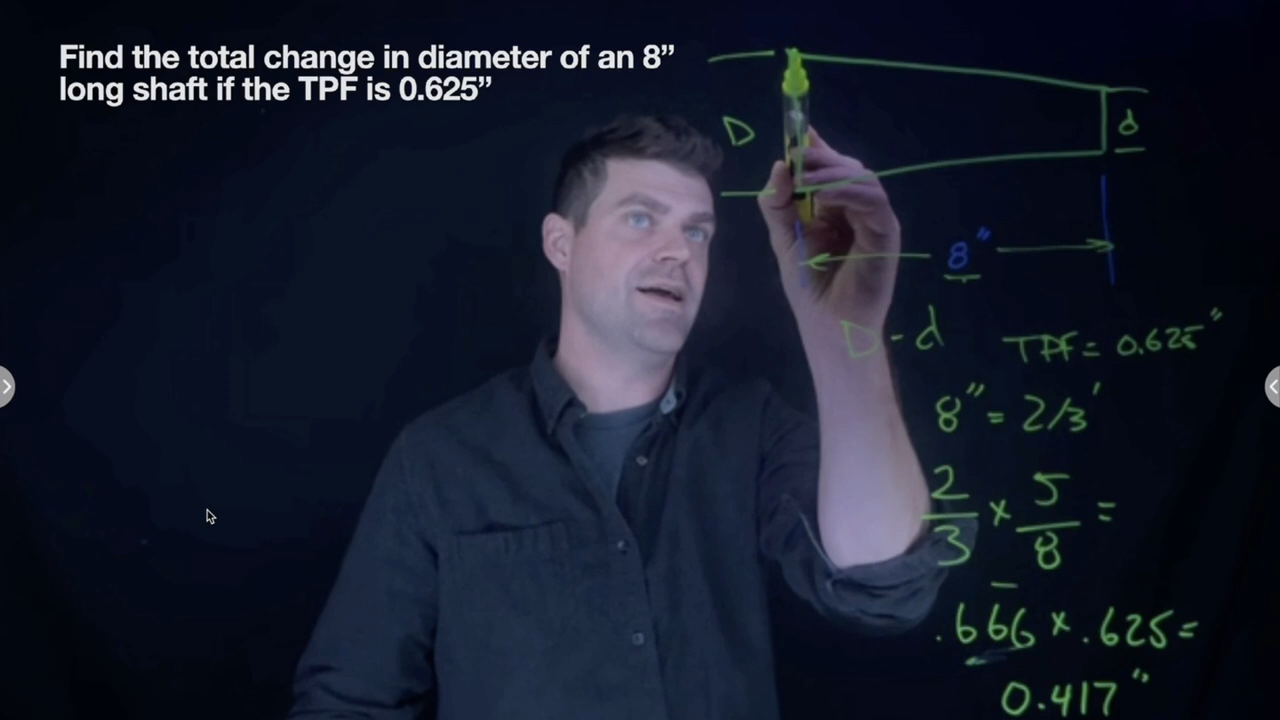 Find the total change in diameter of an 8”
long shaft if the TPF is 0.625”
D
d
8"
D - d
TPF = 0.625"
8" = 2/3'
2/3 × 5/8 =
.666 × .625 =
0.417"